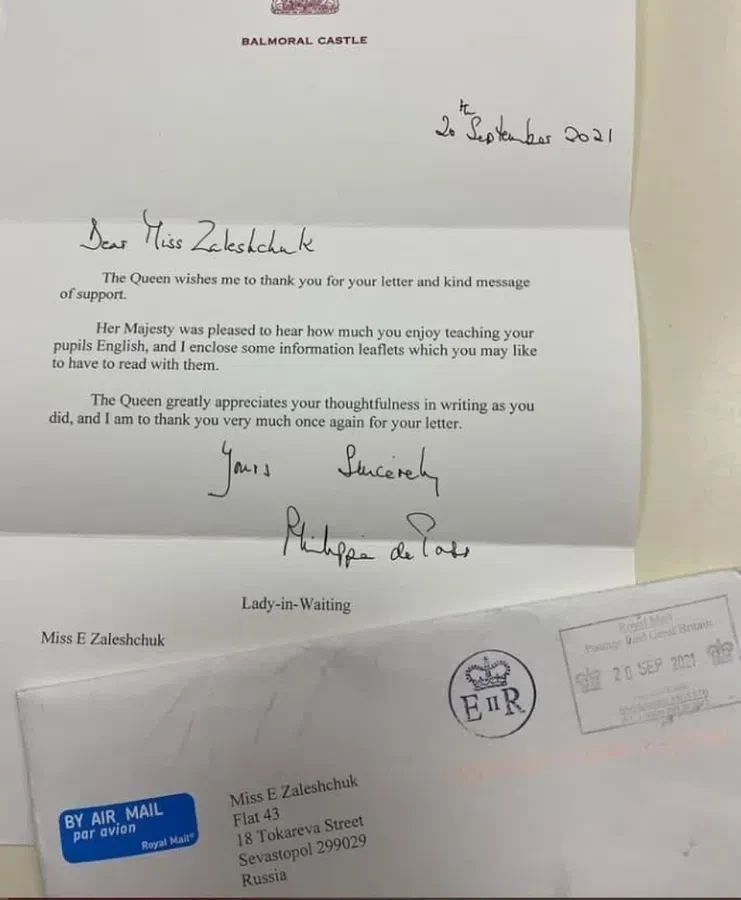 BALMORAL CASTLE
20th September 2021
Dear Miss Zaleshchuk
The Queen wishes me to thank you for your letter and kind message
of support.
Her Majesty was pleased to hear how much you enjoy teaching your
pupils English, and I enclose some information leaflets which you may like
to have to read with them.
The Queen greatly appreciates your thoughtfulness in writing as you
did, and I am to thank you very much once again for your letter.
Yours Sincerely
Philippa de Pass
Lady-in-Waiting
Miss E Zaleshchuk
Royal Mail
Postage Paid Great Britain
20 SEP 2021
E II R
BY AIR MAIL
par avion
Royal Mail®
Miss E Zaleshchuk
Flat 43
18 Tokareva Street
Sevastopol 299029
Russia